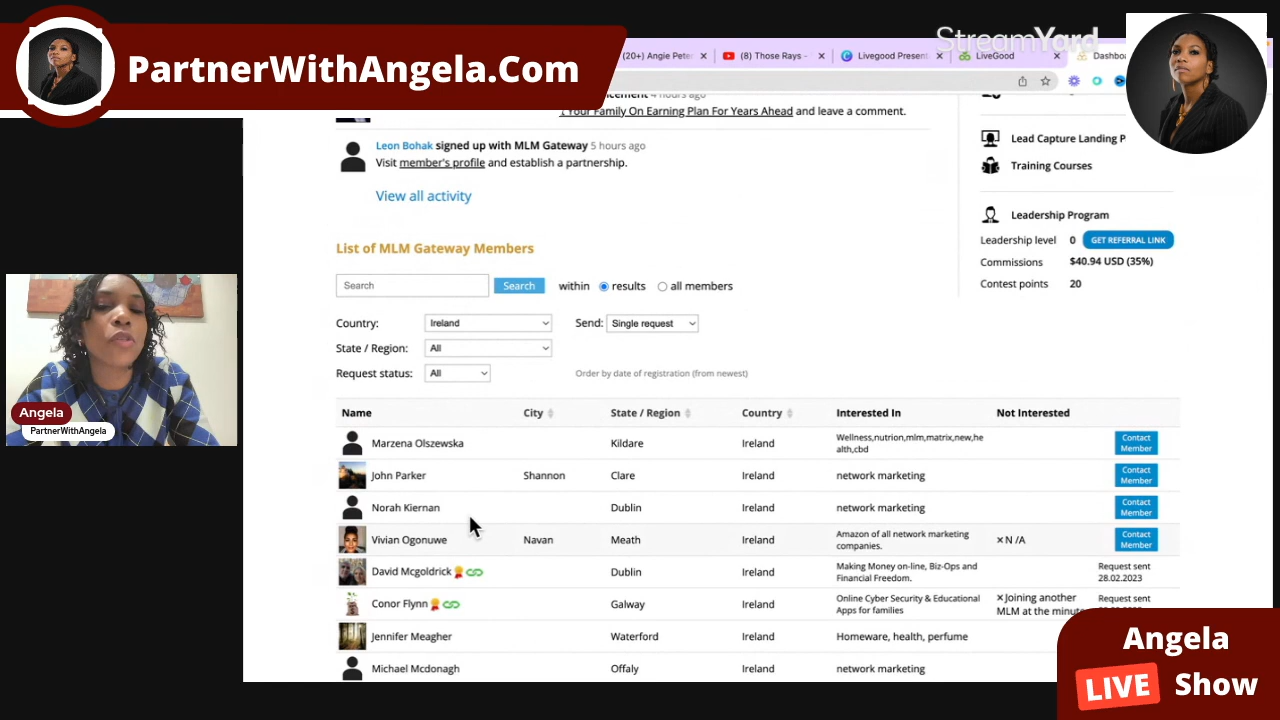 PartnerWithAngela.Com
StreamYard
(20+) Angie Peter
(8) Those Rays -
Livegood Present
LiveGood
Dashbo
4 hours ago
Your Family On Earning Plan For Years Ahead and leave a comment.
Leon Bohak signed up with MLM Gateway 5 hours ago
Visit member's profile and establish a partnership.
View all activity
Lead Capture Landing P
Training Courses
Leadership Program
Leadership level 0 GET REFERRAL LINK
Commissions $40.94 USD (35%)
Contest points 20
List of MLM Gateway Members
Search Search within results all members
Country: Ireland Send: Single request
State / Region: All
Request status: All Order by date of registration (from newest)
Name City State / Region Country Interested In Not Interested
Marzena Olszewska Kildare Ireland Wellness,nutrion,mlm,matrix,new,he
alth,cbd
Contact
Member
John Parker Shannon Clare Ireland network marketing
Contact
Member
Norah Kiernan Dublin Ireland network marketing
Contact
Member
Vivian Ogonuwe Navan Meath Ireland Amazon of all network marketing
companies.
× N /A
Contact
Member
David Mcgoldrick Dublin Ireland Making Money on-line, Biz-Ops and
Financial Freedom.
Request sent
28.02.2023
Conor Flynn Galway Ireland Online Cyber Security & Educational
Apps for families
×Joining another
MLM at the minute
Request sent
Jennifer Meagher Waterford Ireland Homeware, health, perfume
Michael Mcdonagh Offaly Ireland network marketing
Angela
PartnerWithAngela
Angela
LIVE Show